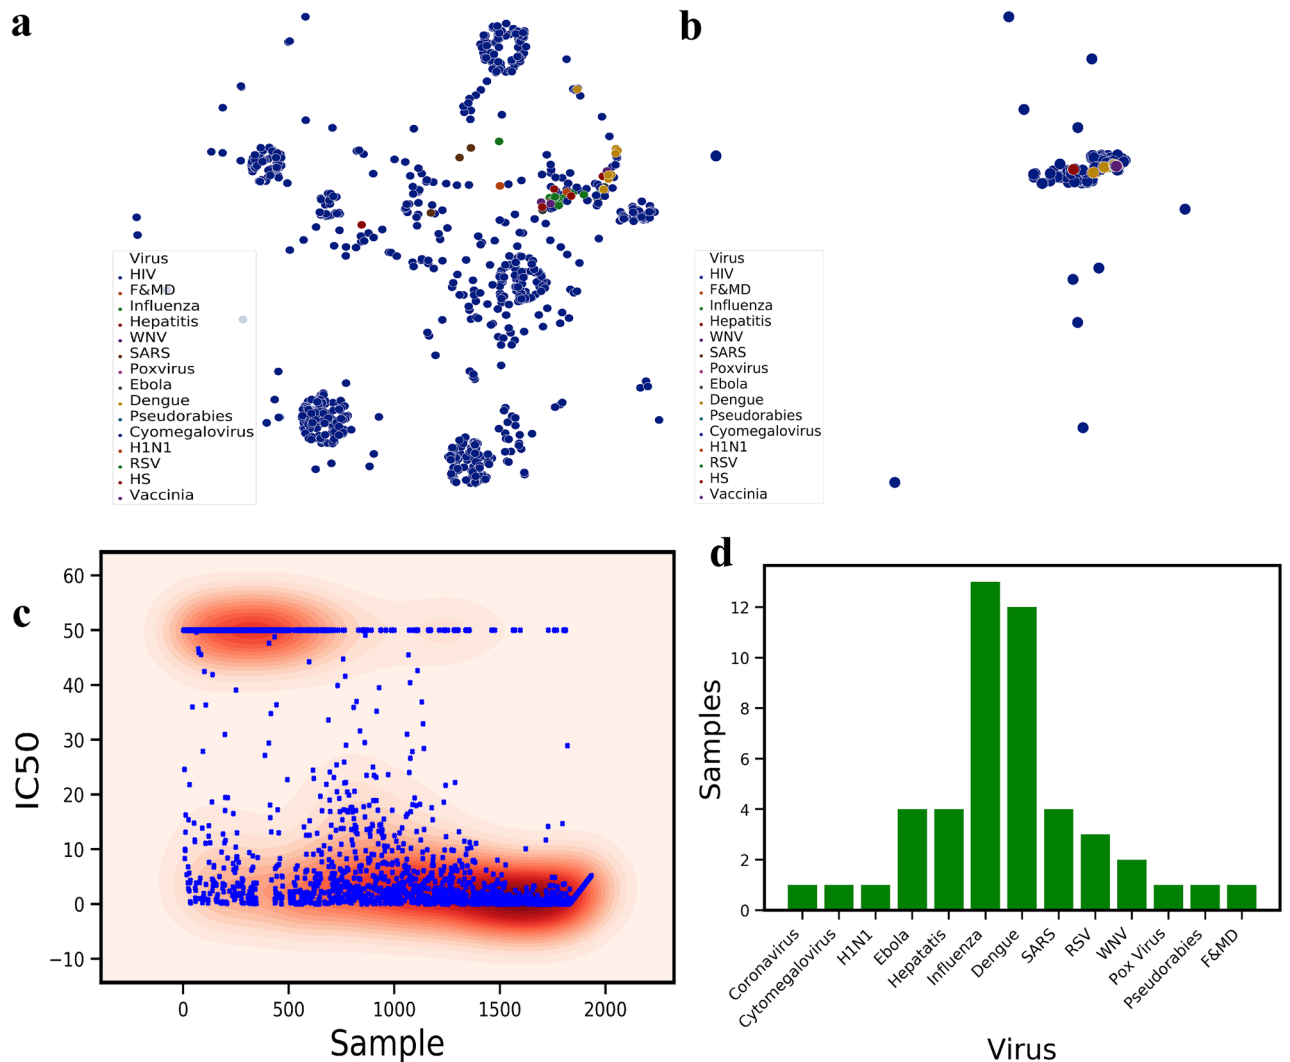 a
Virus
HIV
F&MD
Influenza
Hepatitis
WNV
SARS
Poxvirus
Ebola
Dengue
Pseudorabies
Cyomegalovirus
H1N1
RSV
HS
Vaccinia
b
Virus
HIV
F&MD
Influenza
Hepatitis
WNV
SARS
Poxvirus
Ebola
Dengue
Pseudorabies
Cyomegalovirus
H1N1
RSV
HS
Vaccinia
c
IC50
60
50
40
30
20
10
0
−10
0 500 1000 1500 2000
Sample
d
Samples
12
10
8
6
4
2
0
Coronavirus
Cytomegalovirus
H1N1
Ebola
Hepatatis
Influenza
Dengue
SARS
RSV
WNV
Pox Virus
Pseudorabies
F&MD
Virus